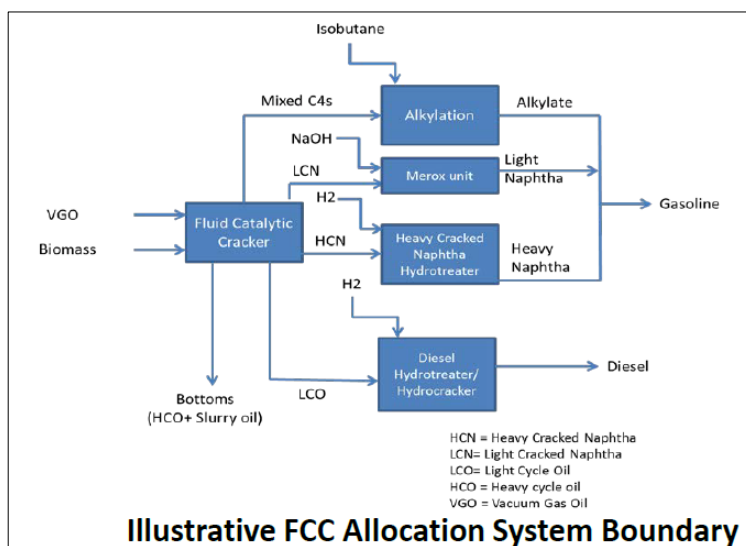 Isobutane
Mixed C4s
Alkylation
Alkylate
NaOH
LCN
Merox unit
Light
Naphtha
VGO
Biomass
Fluid Catalytic
Cracker
H2
HCN
Heavy Cracked
Naphtha
Hydrotreater
Heavy
Naphtha
Gasoline
H2
Diesel
Hydrotreater/
Hydrocracker
Diesel
LCO
Bottoms
(HCO+ Slurry oil)
HCN = Heavy Cracked Naphtha
LCN= Light Cracked Naphtha
LCO= Light Cycle Oil
HCO = Heavy cycle oil
VGO = Vacuum Gas Oil
Illustrative FCC Allocation System Boundary